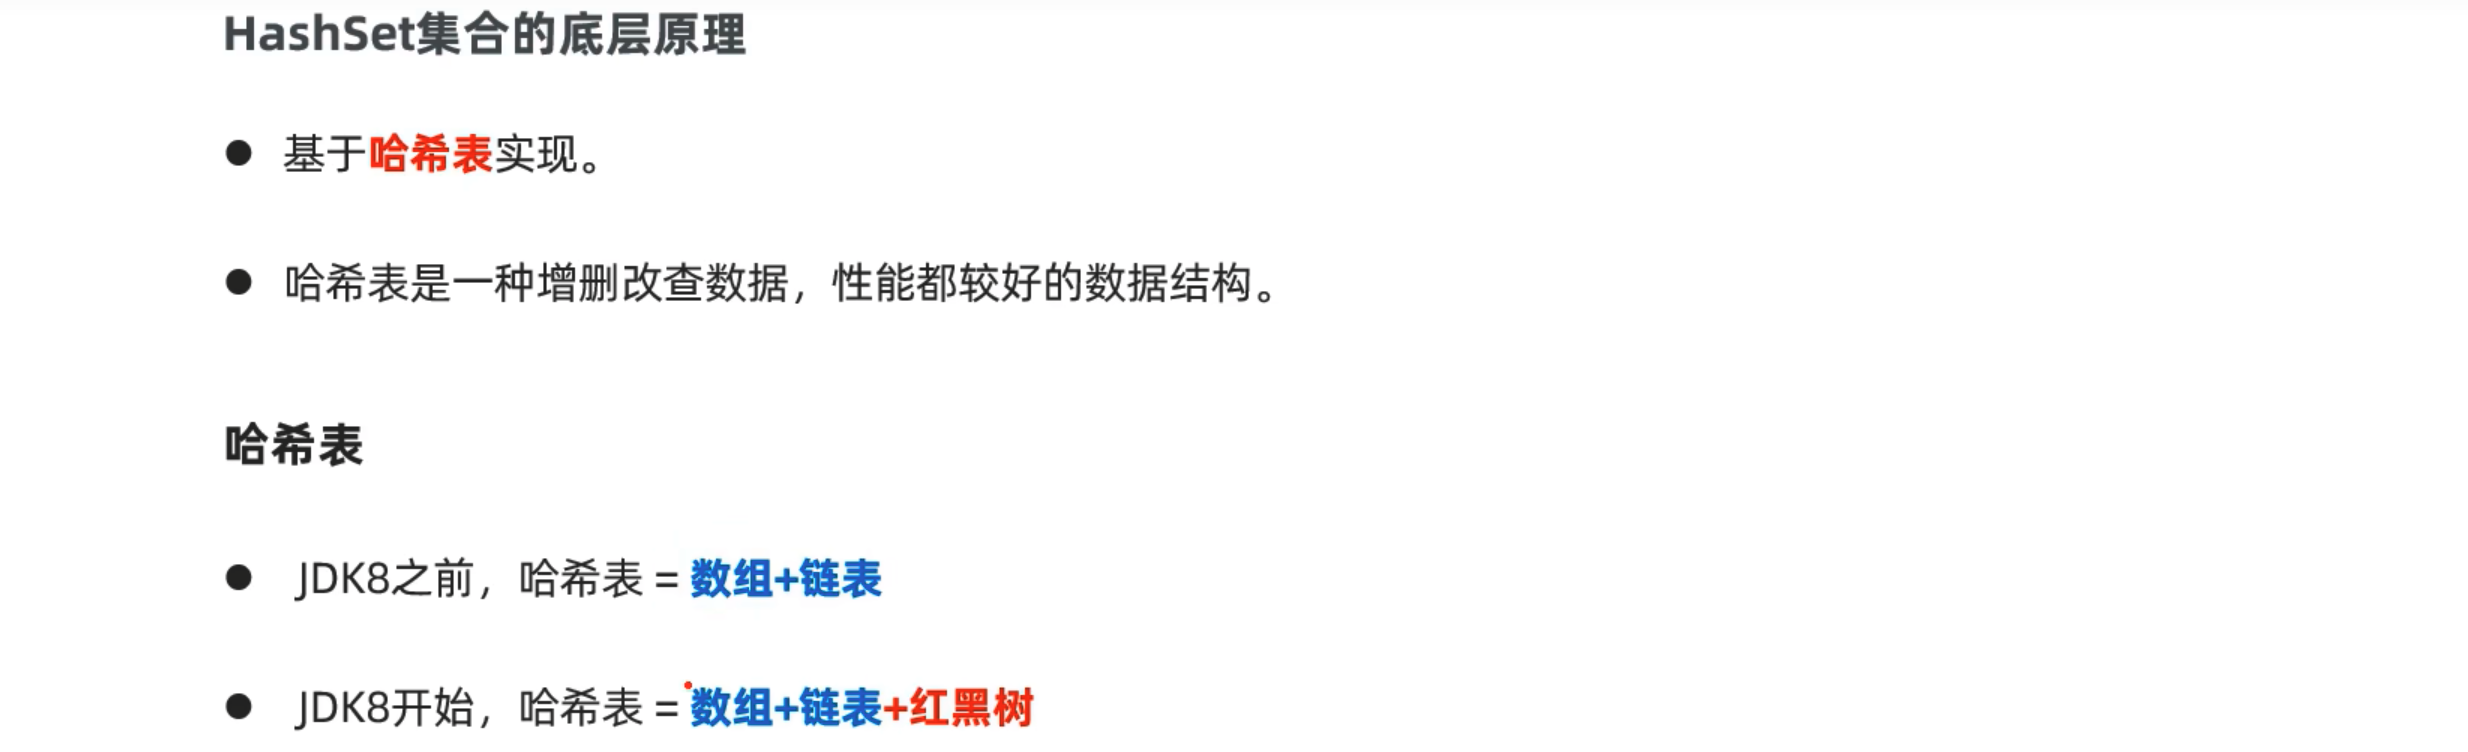 HashSet集合的底层原理
● 基于哈希表实现。
● 哈希表是一种增删改查数据，性能都较好的数据结构。
哈希表
● JDK8之前，哈希表 = 数组+链表
● JDK8开始，哈希表 = 数组+链表+红黑树